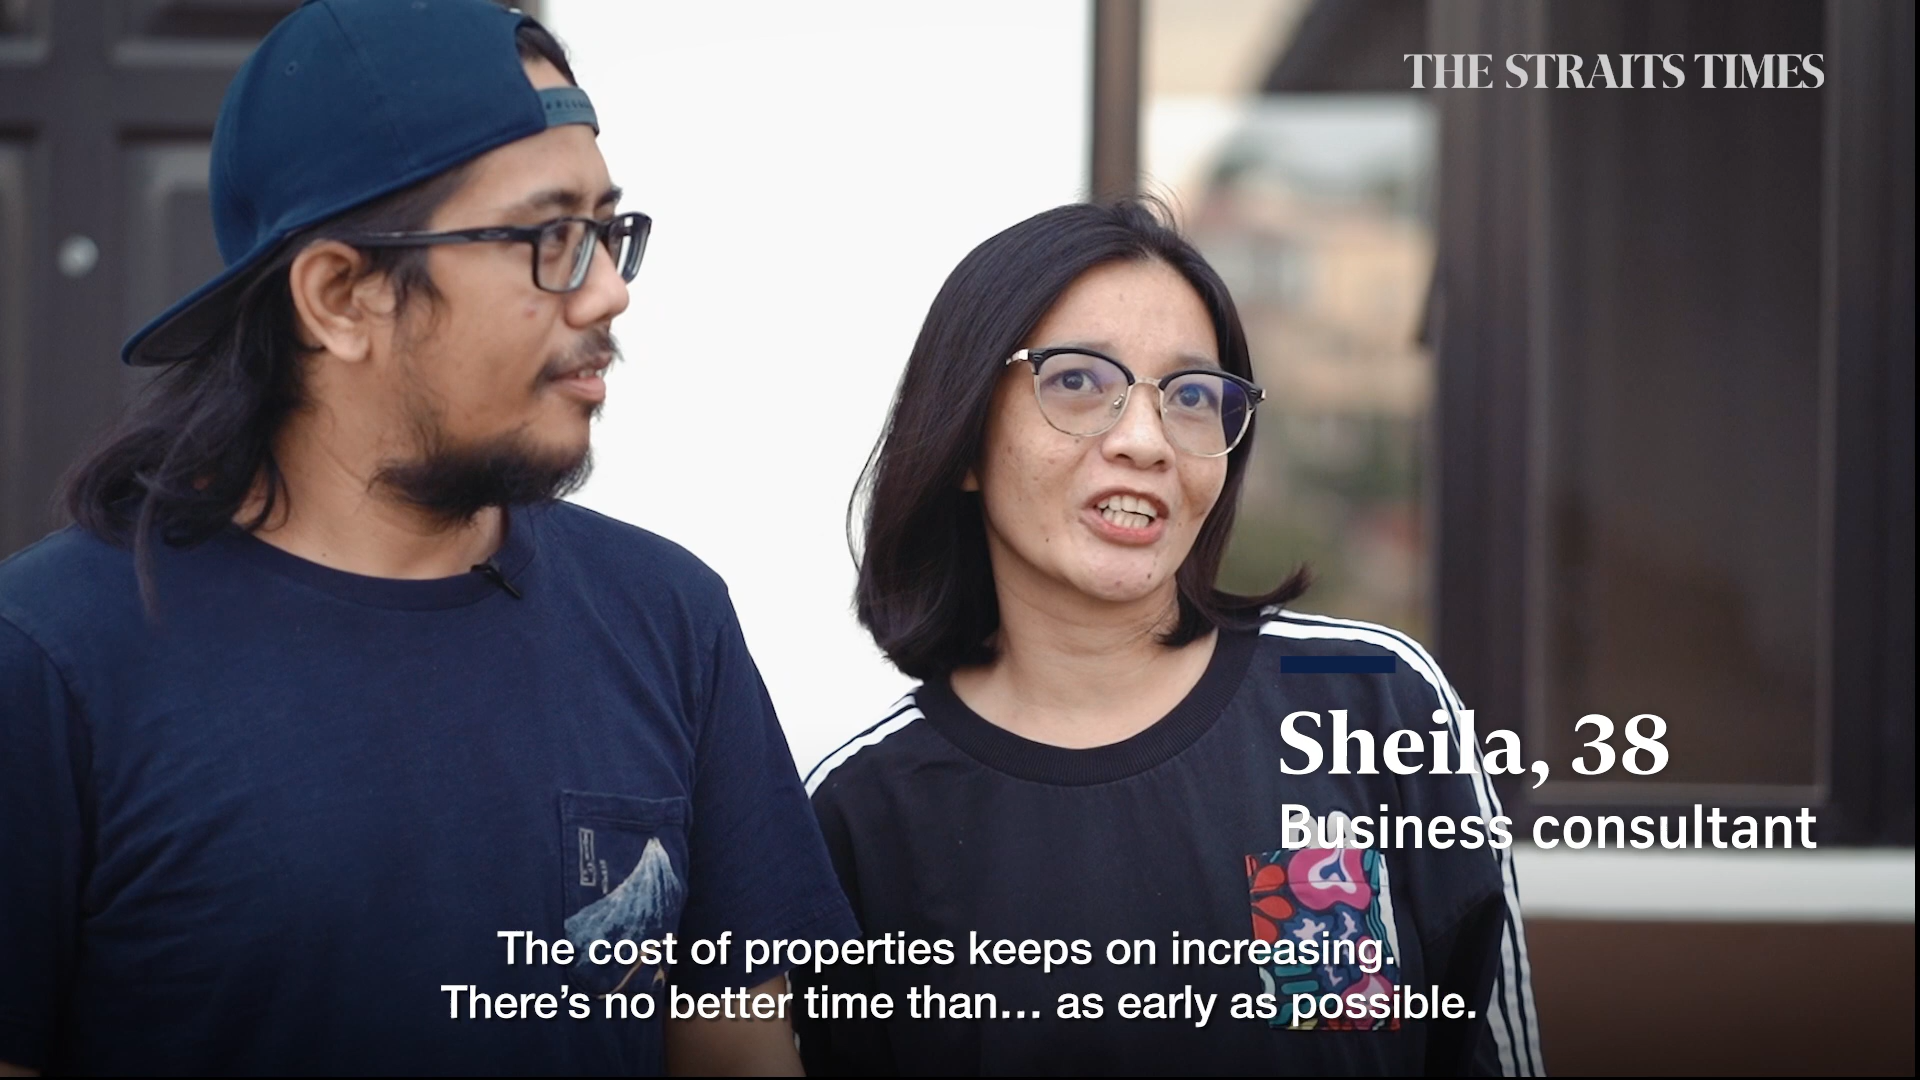 THE STRAITS TIMES
Sheila, 38
Business consultant
The cost of properties keeps on increasing.
There's no better time than... as early as possible.